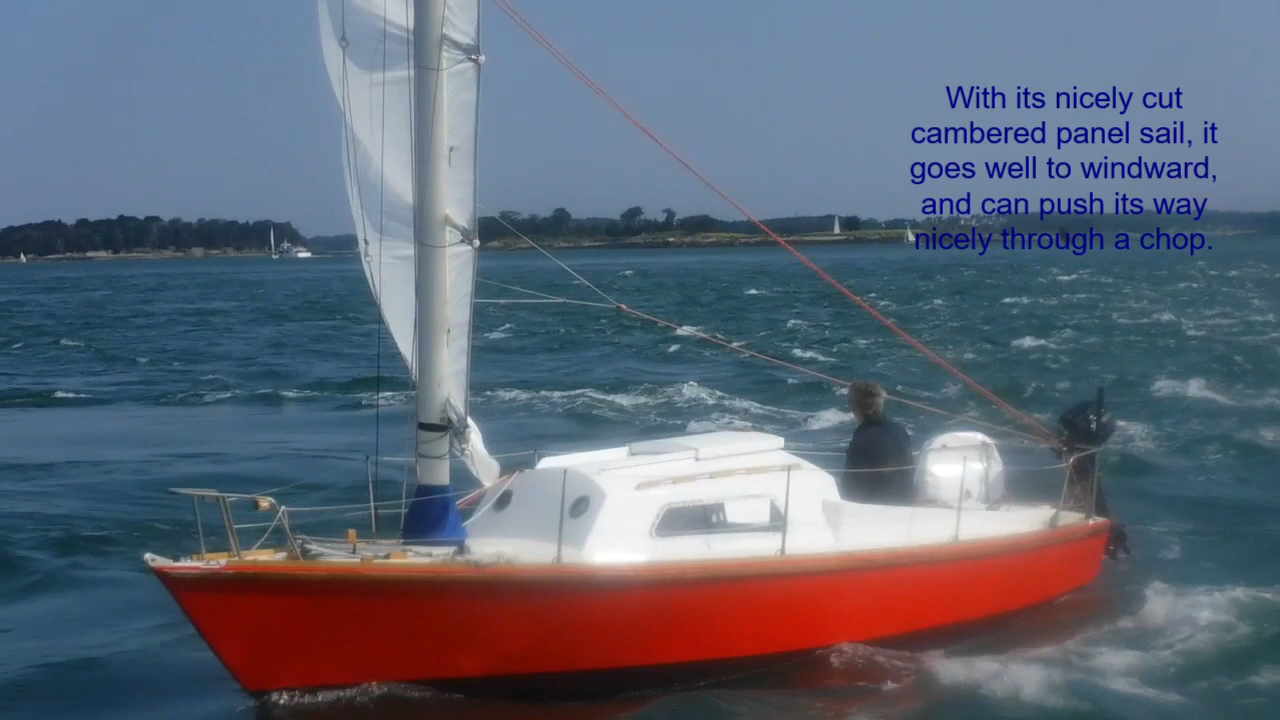 With its nicely cut
cambered panel sail, it
goes well to windward,
and can push its way
nicely through a chop.